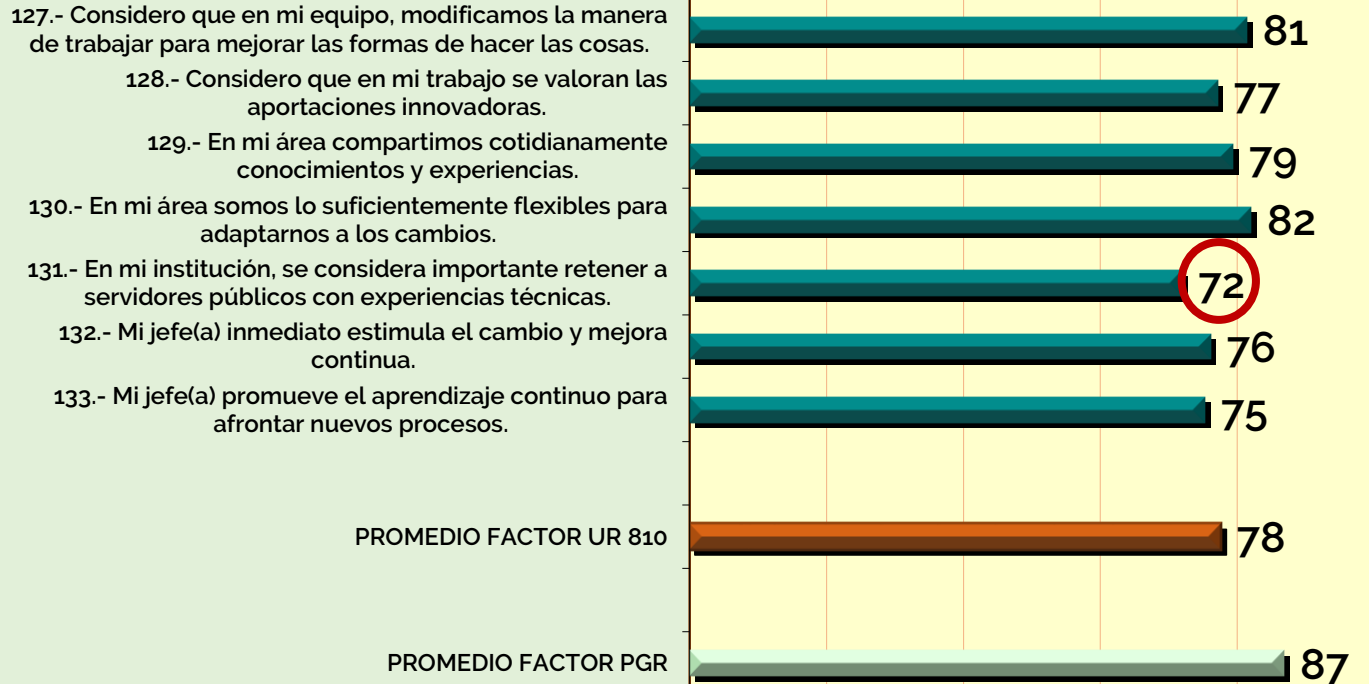 127.- Considero que en mi equipo, modificamos la manera
de trabajar para mejorar las formas de hacer las cosas.
81
128.- Considero que en mi trabajo se valoran las
aportaciones innovadoras.
77
129.- En mi área compartimos cotidianamente
conocimientos y experiencias.
79
130.- En mi área somos lo suficientemente flexibles para
adaptarnos a los cambios.
82
131.- En mi institución, se considera importante retener a
servidores públicos con experiencias técnicas.
72
132.- Mi jefe(a) inmediato estimula el cambio y mejora
continua.
76
133.- Mi jefe(a) promueve el aprendizaje continuo para
afrontar nuevos procesos.
75
PROMEDIO FACTOR UR 810
78
PROMEDIO FACTOR PGR
87